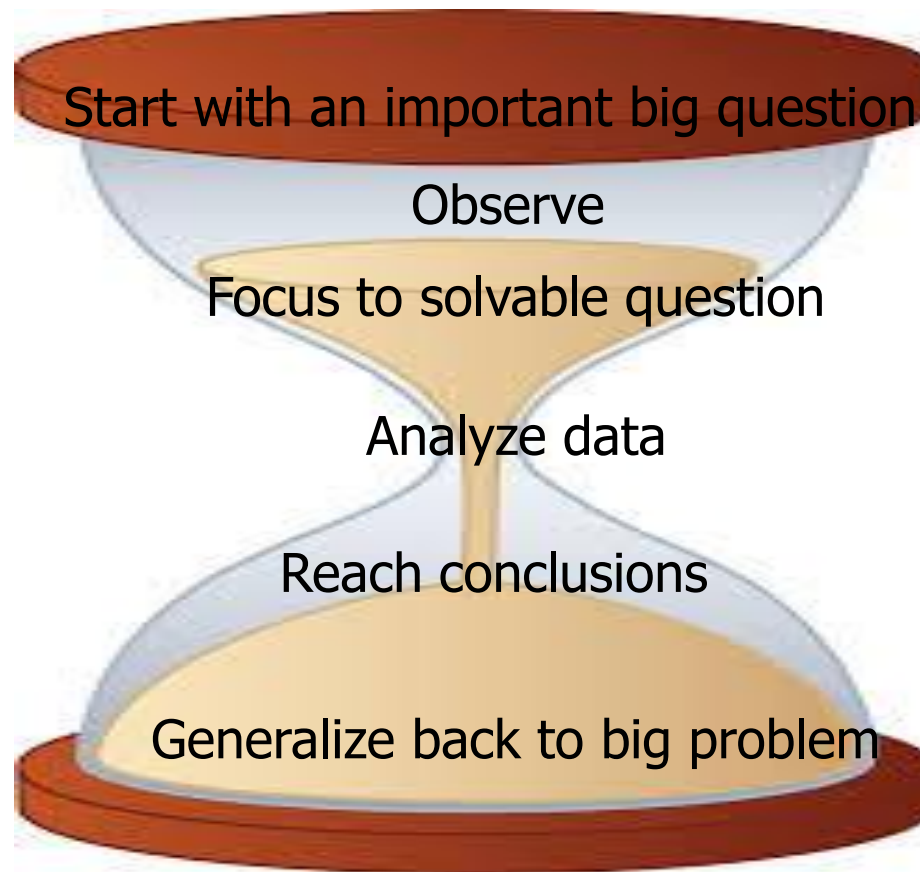 Start with an important big question
Observe
Focus to solvable question
Analyze data
Reach conclusions
Generalize back to big problem